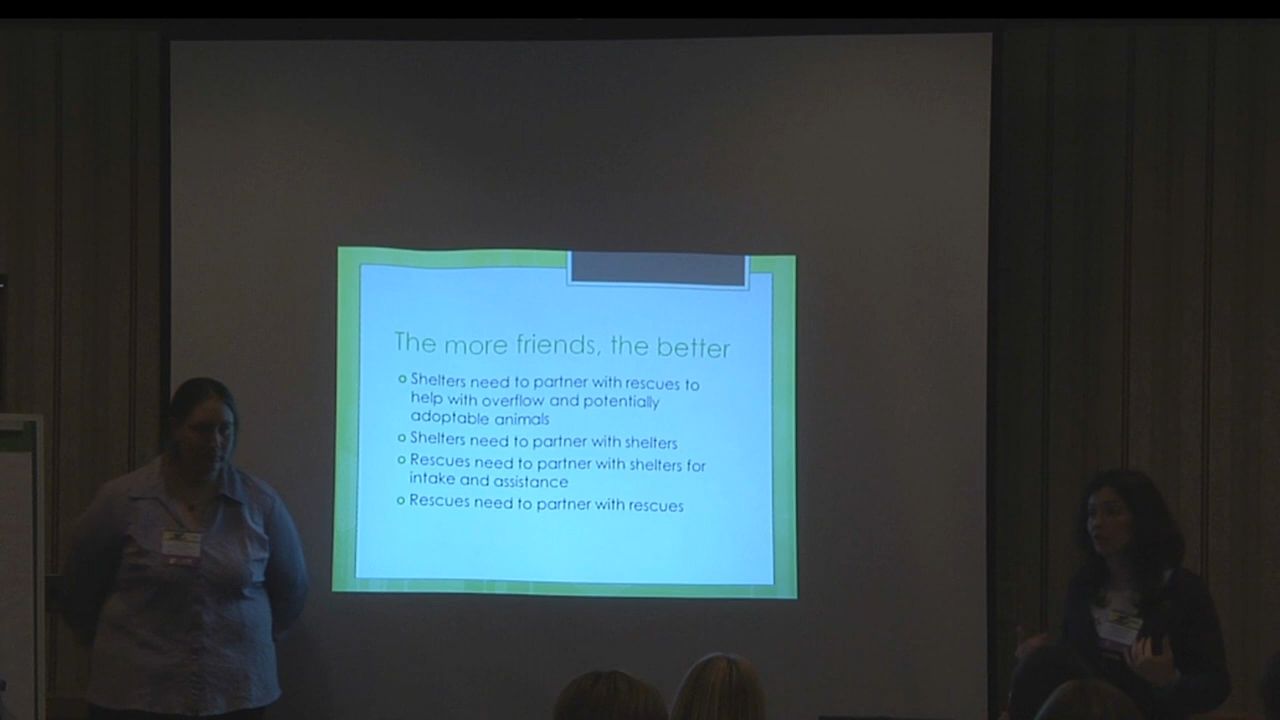 The more friends, the better
Shelters need to partner with rescues to
help with overflow and potentially
adoptable animals
Shelters need to partner with shelters
Rescues need to partner with shelters for
intake and assistance
Rescues need to partner with rescues